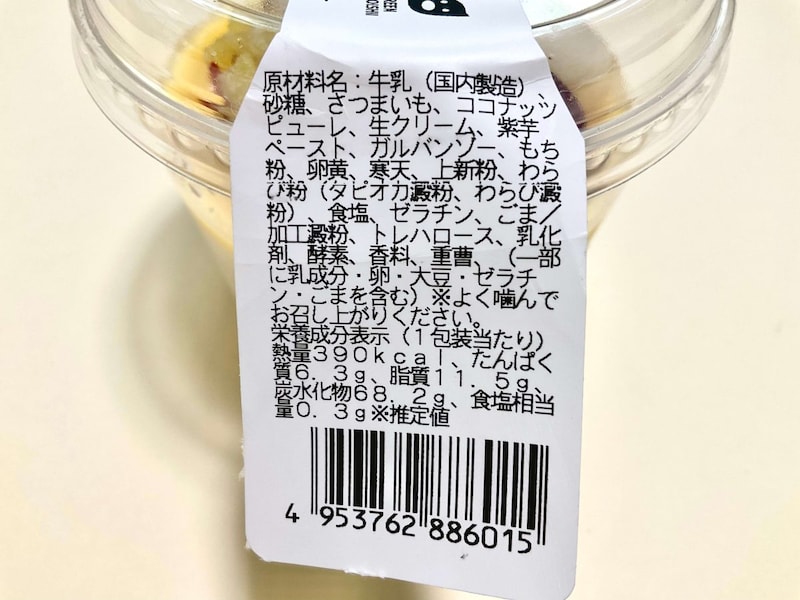 原材料名：牛乳（国内製造）、
砂糖、さつまいも、ココナッツ
ピューレ、生クリーム、紫芋
ペースト、ガルバンゾー、もち
粉、卵黄、寒天、上新粉、わら
び粉（タピオカ澱粉、わらび澱
粉）、食塩、ゼラチン、ごま／
加工澱粉、トレハロース、乳化
剤、酵素、香料、重曹、（一部
に乳成分・卵・大豆・ゼラチ
ン・ごまを含む）※よく噛んで
お召し上がりください。
栄養成分表示（１包装当たり）
熱量３９０ｋｃａｌ、たんぱく
質６．３ｇ、脂質１１．５ｇ、
炭水化物６８．２ｇ、食塩相当
量０．３ｇ※推定値
4 953762 886015